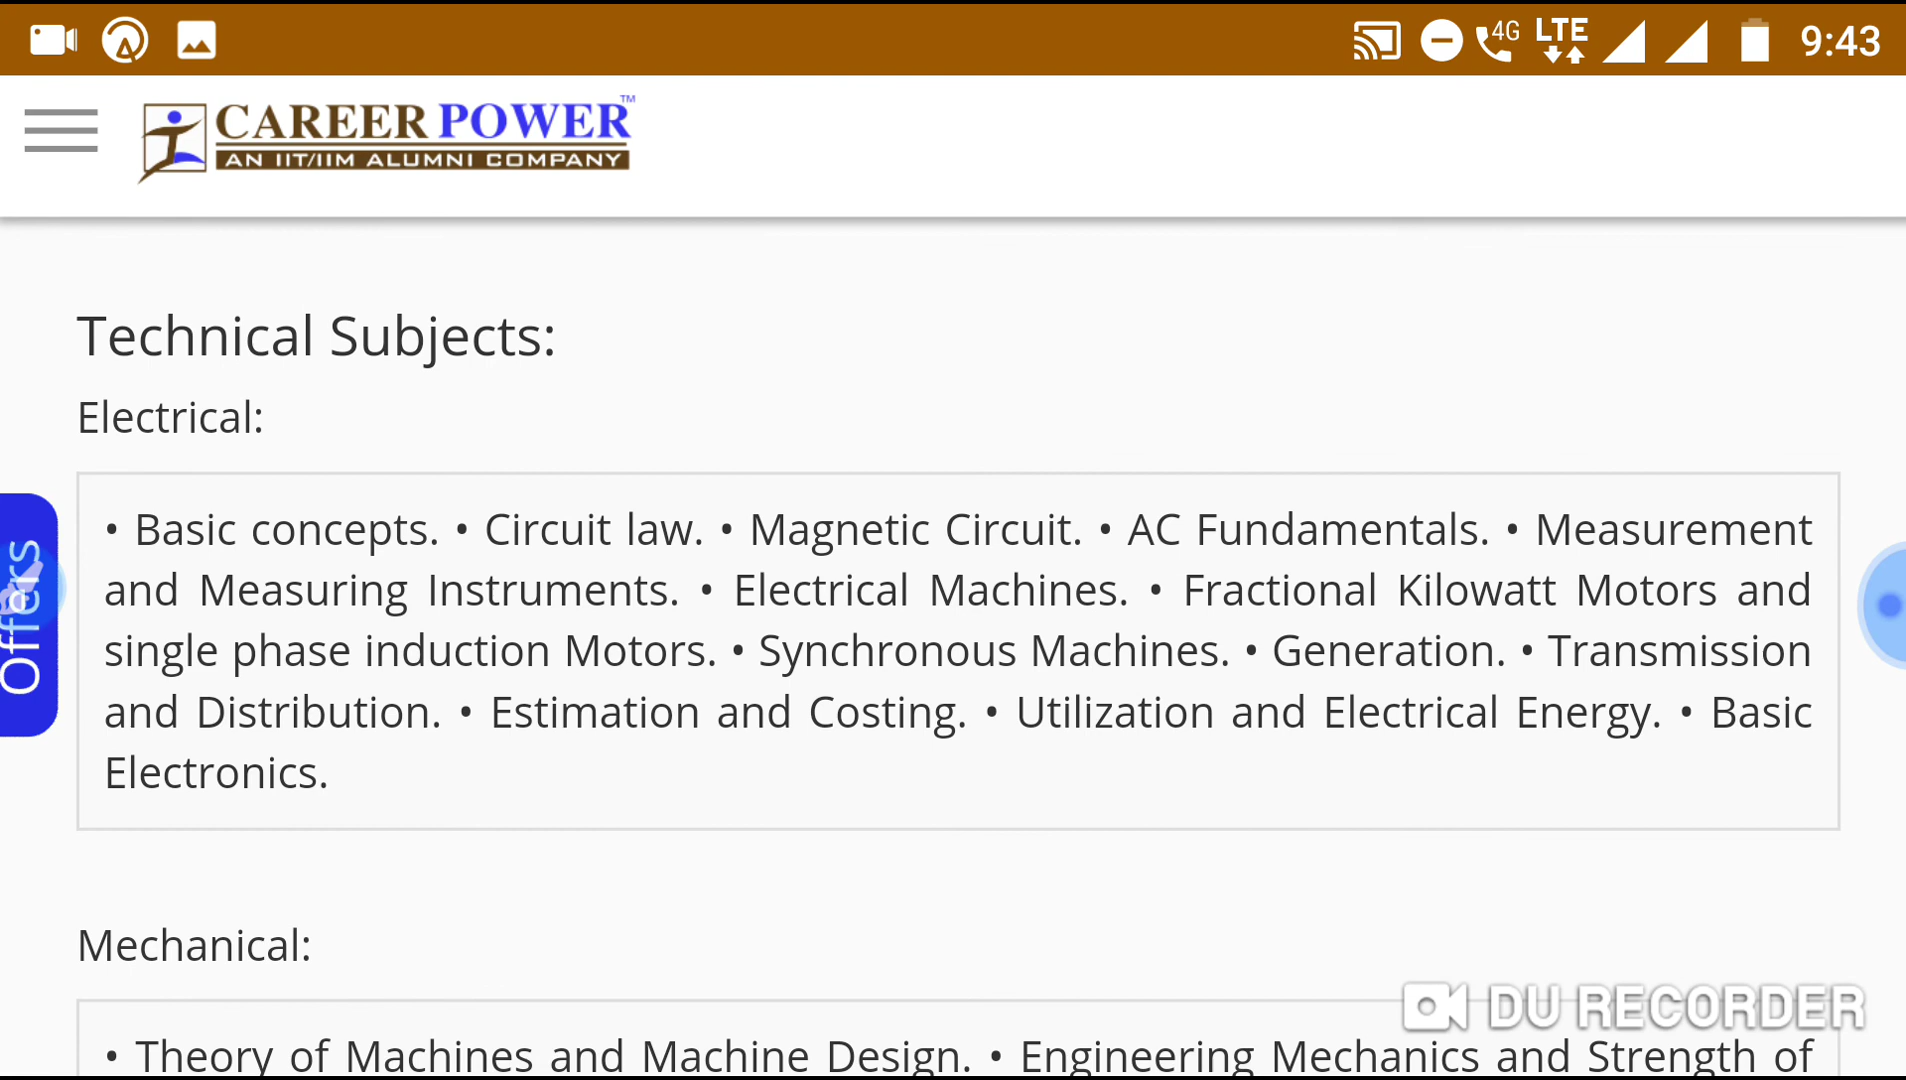 4G LTE 9:43
CAREER POWER™
AN IIT/IIM ALUMNI COMPANY
Technical Subjects:
Electrical:
• Basic concepts. • Circuit law. • Magnetic Circuit. • AC Fundamentals. • Measurement
and Measuring Instruments. • Electrical Machines. • Fractional Kilowatt Motors and
single phase induction Motors. • Synchronous Machines. • Generation. • Transmission
and Distribution. • Estimation and Costing. • Utilization and Electrical Energy. • Basic
Electronics.
Offers
Mechanical:
• Theory of Machines and Machine Design. • Engineering Mechanics and Strength of
DU RECORDER